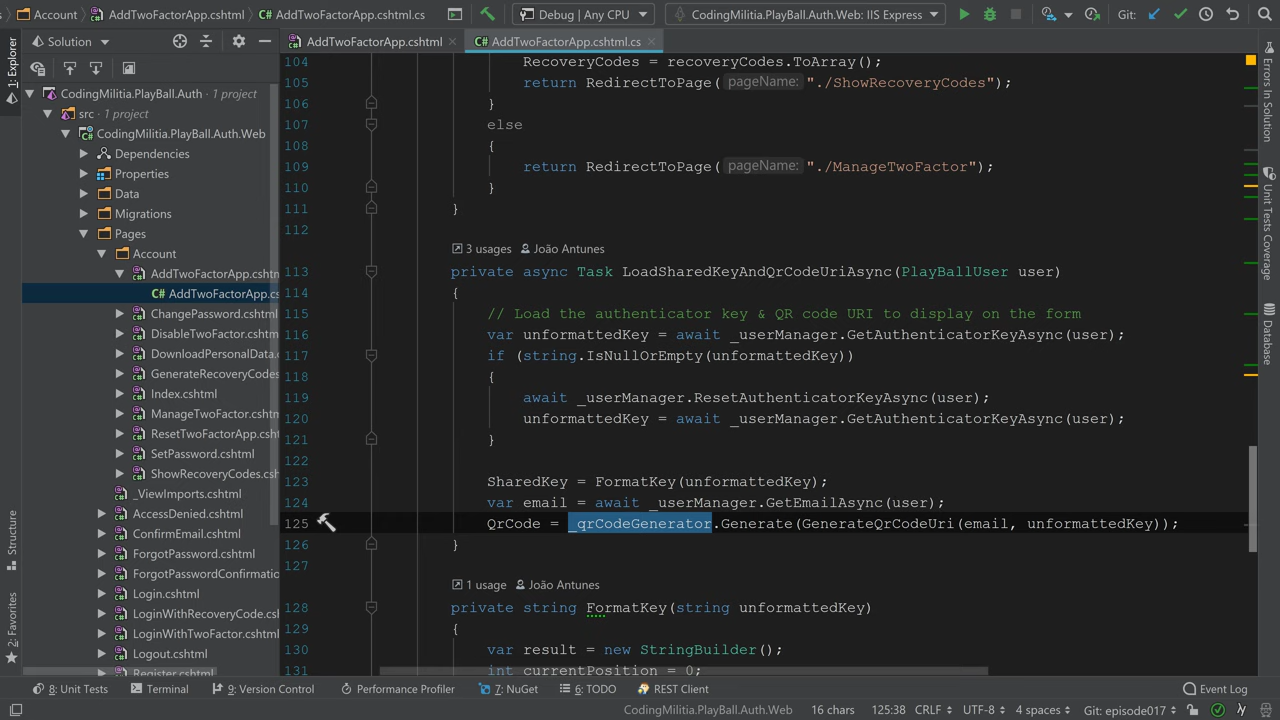 Account
AddTwoFactorApp.cshtml
AddTwoFactorApp.cshtml.cs
Debug | Any CPU
CodingMilitia.PlayBall.Auth.Web: IIS Express
Git:
1: Explorer
Solution
AddTwoFactorApp.cshtml
AddTwoFactorApp.cshtml.cs
CodingMilitia.PlayBall.Auth 1 project
src 1 project
CodingMilitia.PlayBall.Auth.Web
Dependencies
Properties
Data
Migrations
Pages
Account
AddTwoFactorApp.cshtm
C# AddTwoFactorApp.cs
ChangePassword.cshtml
DisableTwoFactor.cshtml
DownloadPersonalData.c
GenerateRecoveryCodes
Index.cshtml
ManageTwoFactor.cshtm
ResetTwoFactorApp.csht
SetPassword.cshtml
ShowRecoveryCodes.csh
_ViewImports.cshtml
AccessDenied.cshtml
ConfirmEmail.cshtml
ForgotPassword.cshtml
ForgotPasswordConfirmatio
Login.cshtml
LoginWithRecoveryCode.csh
LoginWithTwoFactor.cshtml
Logout.cshtml
Register.cshtml
Structure
2: Favorites
104 RecoveryCodes = recoveryCodes.ToArray();
105 return RedirectToPage( pageName: "./ShowRecoveryCodes");
106 }
107 else
108 {
109 return RedirectToPage( pageName: "./ManageTwoFactor");
110 }
111 }
112
3 usages João Antunes
113 private async Task LoadSharedKeyAndQrCodeUriAsync(PlayBallUser user)
114 {
115 // Load the authenticator key & QR code URI to display on the form
116 var unformattedKey = await _userManager.GetAuthenticatorKeyAsync(user);
117 if (string.IsNullOrEmpty(unformattedKey))
118 {
119 await _userManager.ResetAuthenticatorKeyAsync(user);
120 unformattedKey = await _userManager.GetAuthenticatorKeyAsync(user);
121 }
122
123 SharedKey = FormatKey(unformattedKey);
124 var email = await _userManager.GetEmailAsync(user);
125 QrCode = _qrCodeGenerator.Generate(GenerateQrCodeUri(email, unformattedKey));
126 }
127
1 usage João Antunes
128 private string FormatKey(string unformattedKey)
129 {
130 var result = new StringBuilder();
131 int currentPosition = 0;
Errors In Solution
Unit Tests Coverage
Database
8: Unit Tests
Terminal
9: Version Control
Performance Profiler
7: NuGet
6: TODO
REST Client
Event Log
CodingMilitia.PlayBall.Auth.Web
16 chars
125:38
CRLF
UTF-8
4 spaces
Git: episode017